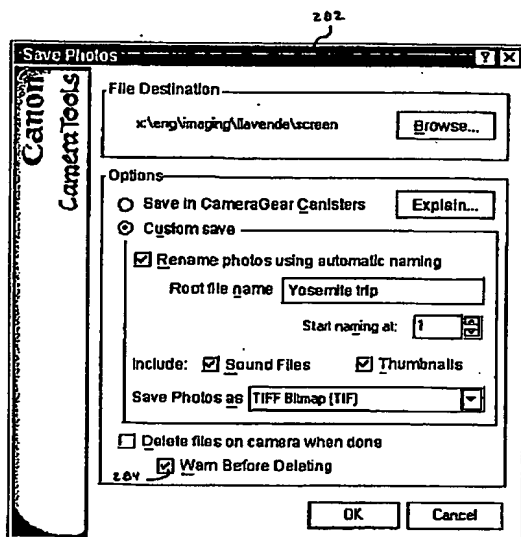 282
Save Photos
Canon
CameraTools
File Destination
x:\eng\imaging\llavende\screen
Browse...
Options
Save in CameraGear Canisters
Explain...
Custom save
Rename photos using automatic naming
Root file name Yosemite trip
Start naming at: 1
Include: Sound Files Thumbnails
Save Photos as TIFF Bitmap (TIF)
Delete files on camera when done
284 Warn Before Deleting
OK Cancel